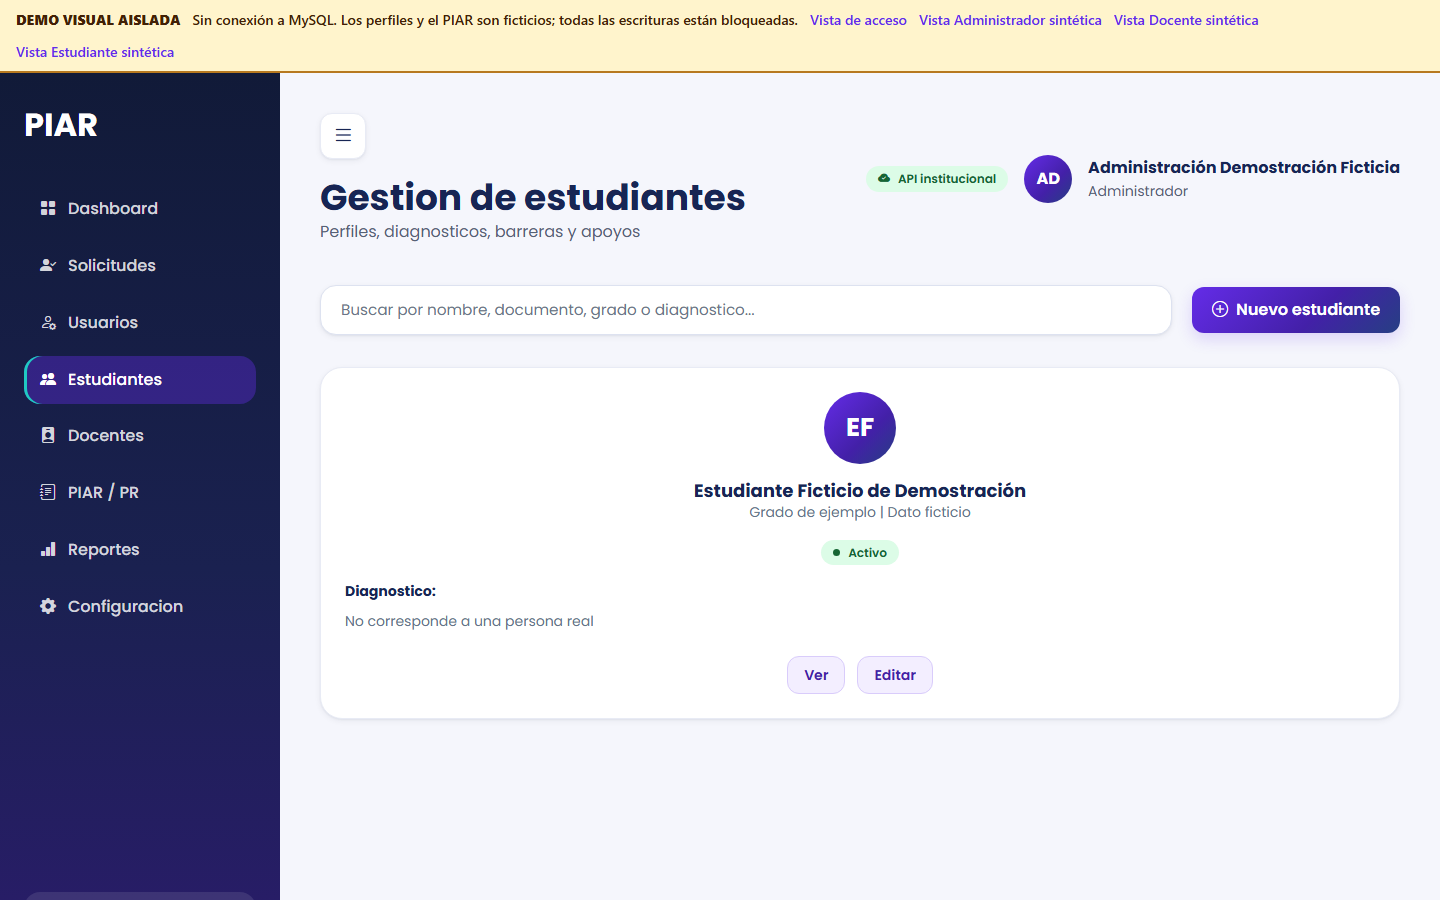 DEMO VISUAL AISLADA Sin conexión a MySQL. Los perfiles y el PIAR son ficticios; todas las escrituras están bloqueadas. Vista de acceso Vista Administrador sintética Vista Docente sintética
Vista Estudiante sintética
PIAR
Dashboard
Solicitudes
Usuarios
Estudiantes
Docentes
PIAR / PR
Reportes
Configuracion
Gestion de estudiantes
Perfiles, diagnosticos, barreras y apoyos
API institucional
AD
Administración Demostración Ficticia
Administrador
Buscar por nombre, documento, grado o diagnostico...
Nuevo estudiante
EF
Estudiante Ficticio de Demostración
Grado de ejemplo | Dato ficticio
Activo
Diagnostico:
No corresponde a una persona real
Ver Editar